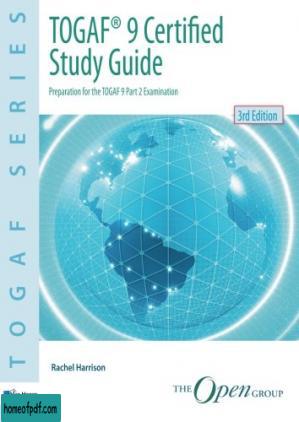 TOGAF® 9 Certified
Study Guide
Preparation for the TOGAF 9 Part 2 Examination
3rd Edition
TOGAF SERIES
Rachel Harrison
THE Open GROUP
homeofpdf.com